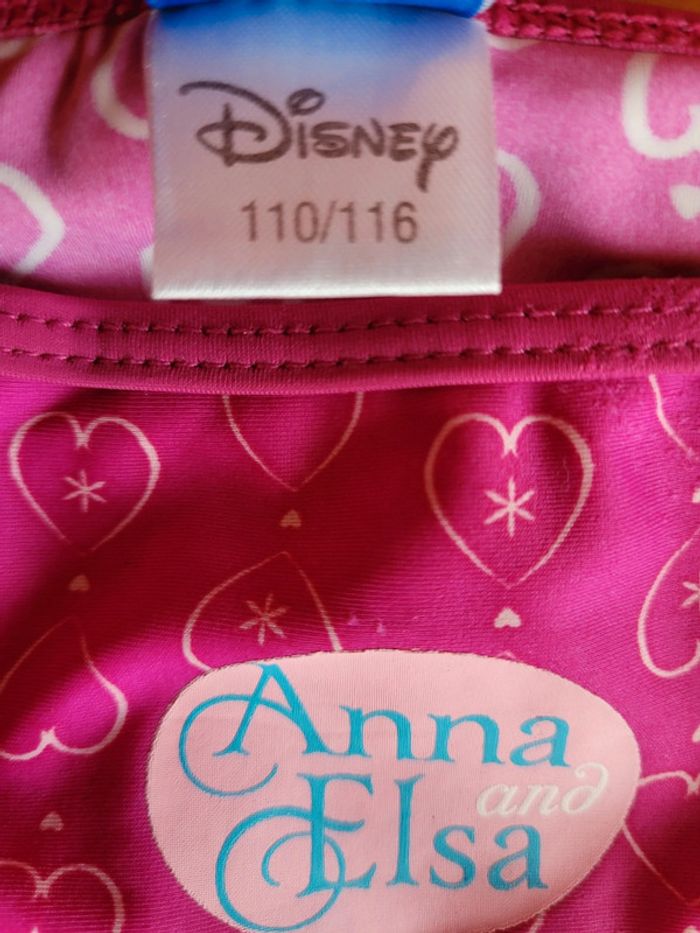 Disney
110/116
Anna
and
Elsa